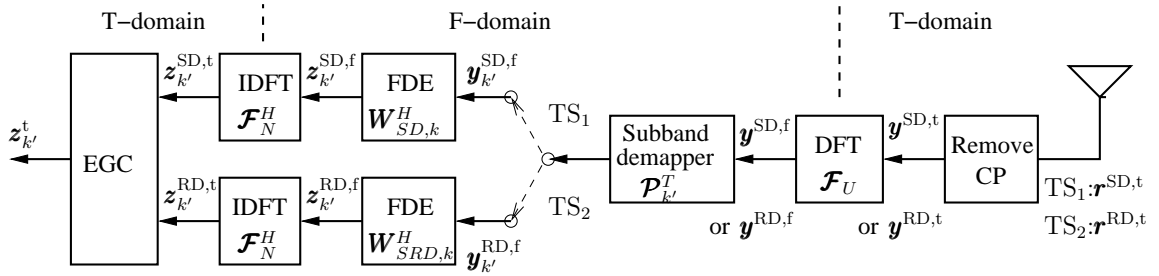 T−domain
F−domain
T−domain
z_{k'}^{SD,t}
IDFT
𝓕_N^H
z_{k'}^{SD,f}
FDE
W_{SD,k}^H
y_{k'}^{SD,f}
TS_1
z_{k'}^t
EGC
Subband
demapper
𝓟_{k'}^T
y^{SD,f}
or y^{RD,f}
DFT
𝓕_U
y^{SD,t}
or y^{RD,t}
Remove
CP
TS_1:r^{SD,t}
TS_2:r^{RD,t}
z_{k'}^{RD,t}
IDFT
𝓕_N^H
z_{k'}^{RD,f}
FDE
W_{SRD,k}^H
y_{k'}^{RD,f}
TS_2